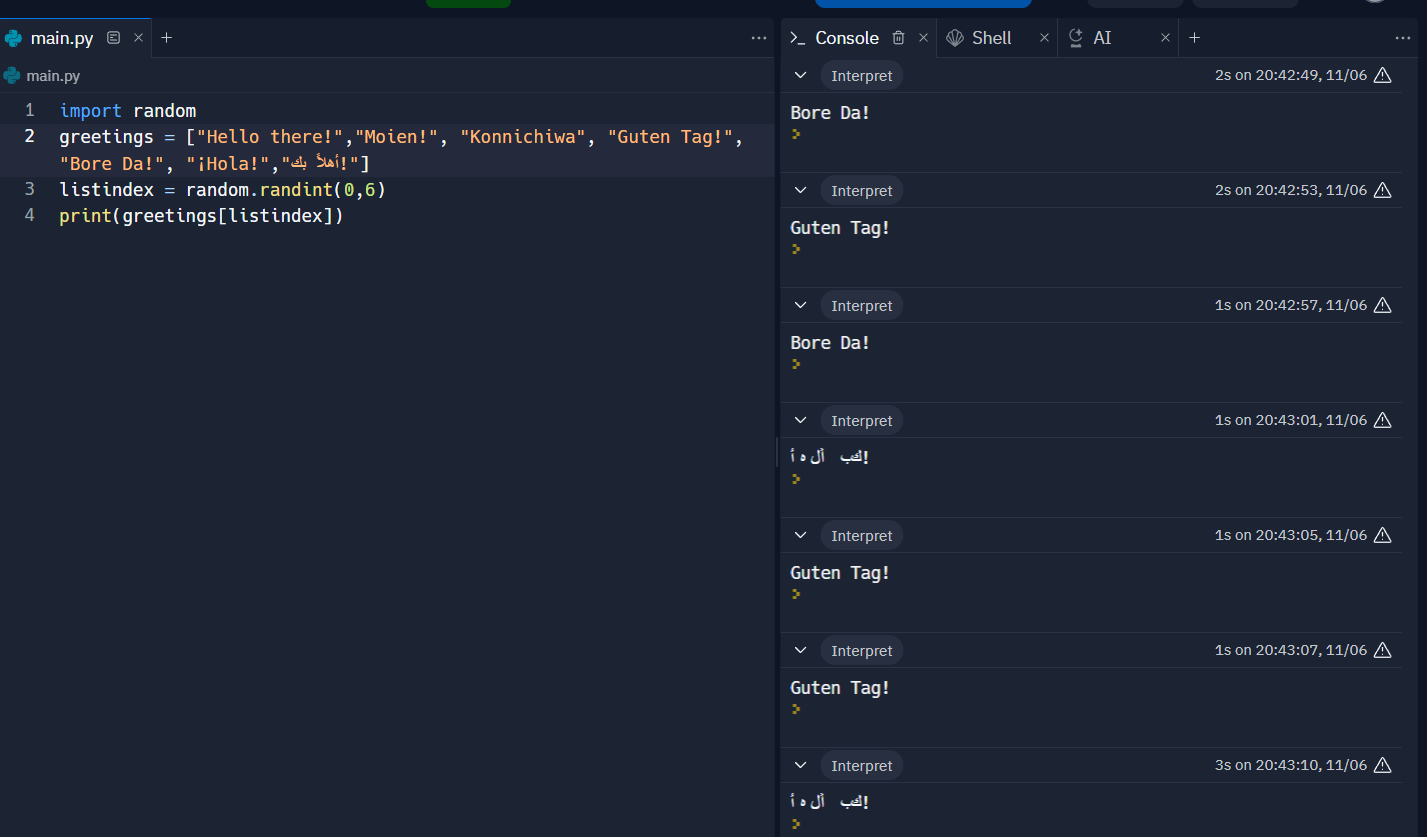 main.py
main.py
1 import random
2 greetings = ["Hello there!","Moien!", "Konnichiwa", "Guten Tag!",
"Bore Da!", "¡Hola!","أهلاً بك!"]
3 listindex = random.randint(0,6)
4 print(greetings[listindex])
>_ Console Shell AI
Interpret 2s on 20:42:49, 11/06
Bore Da!
Interpret 2s on 20:42:53, 11/06
Guten Tag!
Interpret 1s on 20:42:57, 11/06
Bore Da!
Interpret 1s on 20:43:01, 11/06
أهلاً بك!
Interpret 1s on 20:43:05, 11/06
Guten Tag!
Interpret 1s on 20:43:07, 11/06
Guten Tag!
Interpret 3s on 20:43:10, 11/06
أهلاً بك!